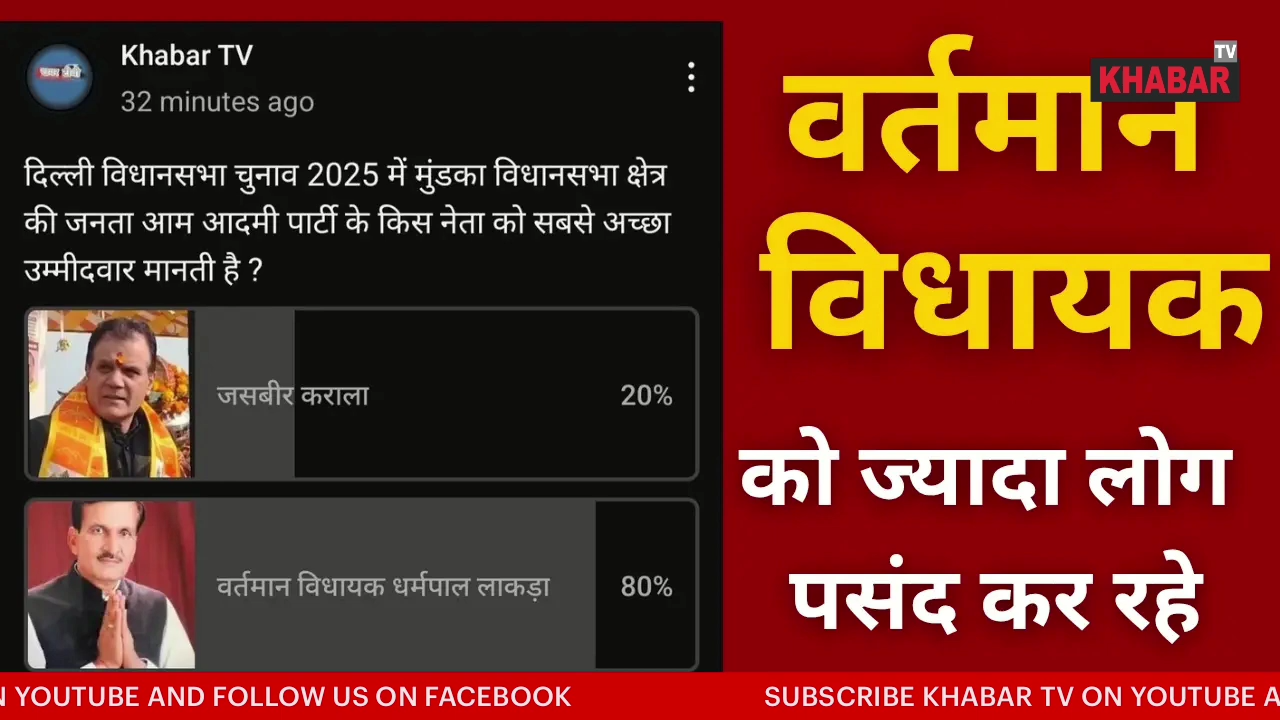 Khabar TV
32 minutes ago
दिल्ली विधानसभा चुनाव 2025 में मुंडका विधानसभा क्षेत्र
की जनता आम आदमी पार्टी के किस नेता को सबसे अच्छा
उम्मीदवार मानती है ?
जसबीर कराला 20%
वर्तमान विधायक धर्मपाल लाकड़ा 80%
TV
KHABAR
वर्तमान
विधायक
को ज्यादा लोग
पसंद कर रहे
N YOUTUBE AND FOLLOW US ON FACEBOOK SUBSCRIBE KHABAR TV ON YOUTUBE A